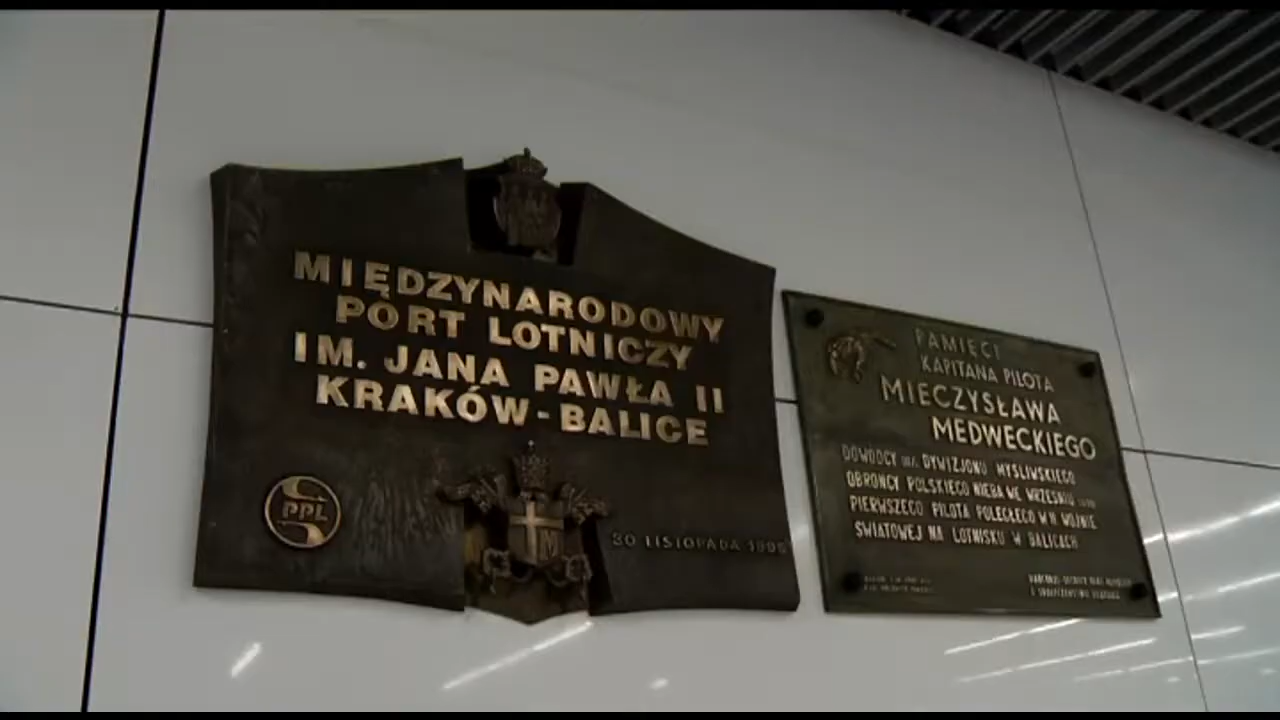 MIĘDZYNARODOWY
PORT LOTNICZY
IM. JANA PAWŁA II
KRAKÓW-BALICE
PPL
M
30 LISTOPADA 1995
PAMIĘCI
KAPITANA PILOTA
MIECZYSŁAWA
MEDWECKIEGO
DOWÓDCY DYWIZJONU MYŚLIWSKIEGO
OBROŃCY POLSKIEGO NIEBA WE WRZEŚNIU
PIERWSZEGO PILOTA POLEGŁEGO W II WOJNIE
ŚWIATOWEJ NA LOTNISKU W BALICACH